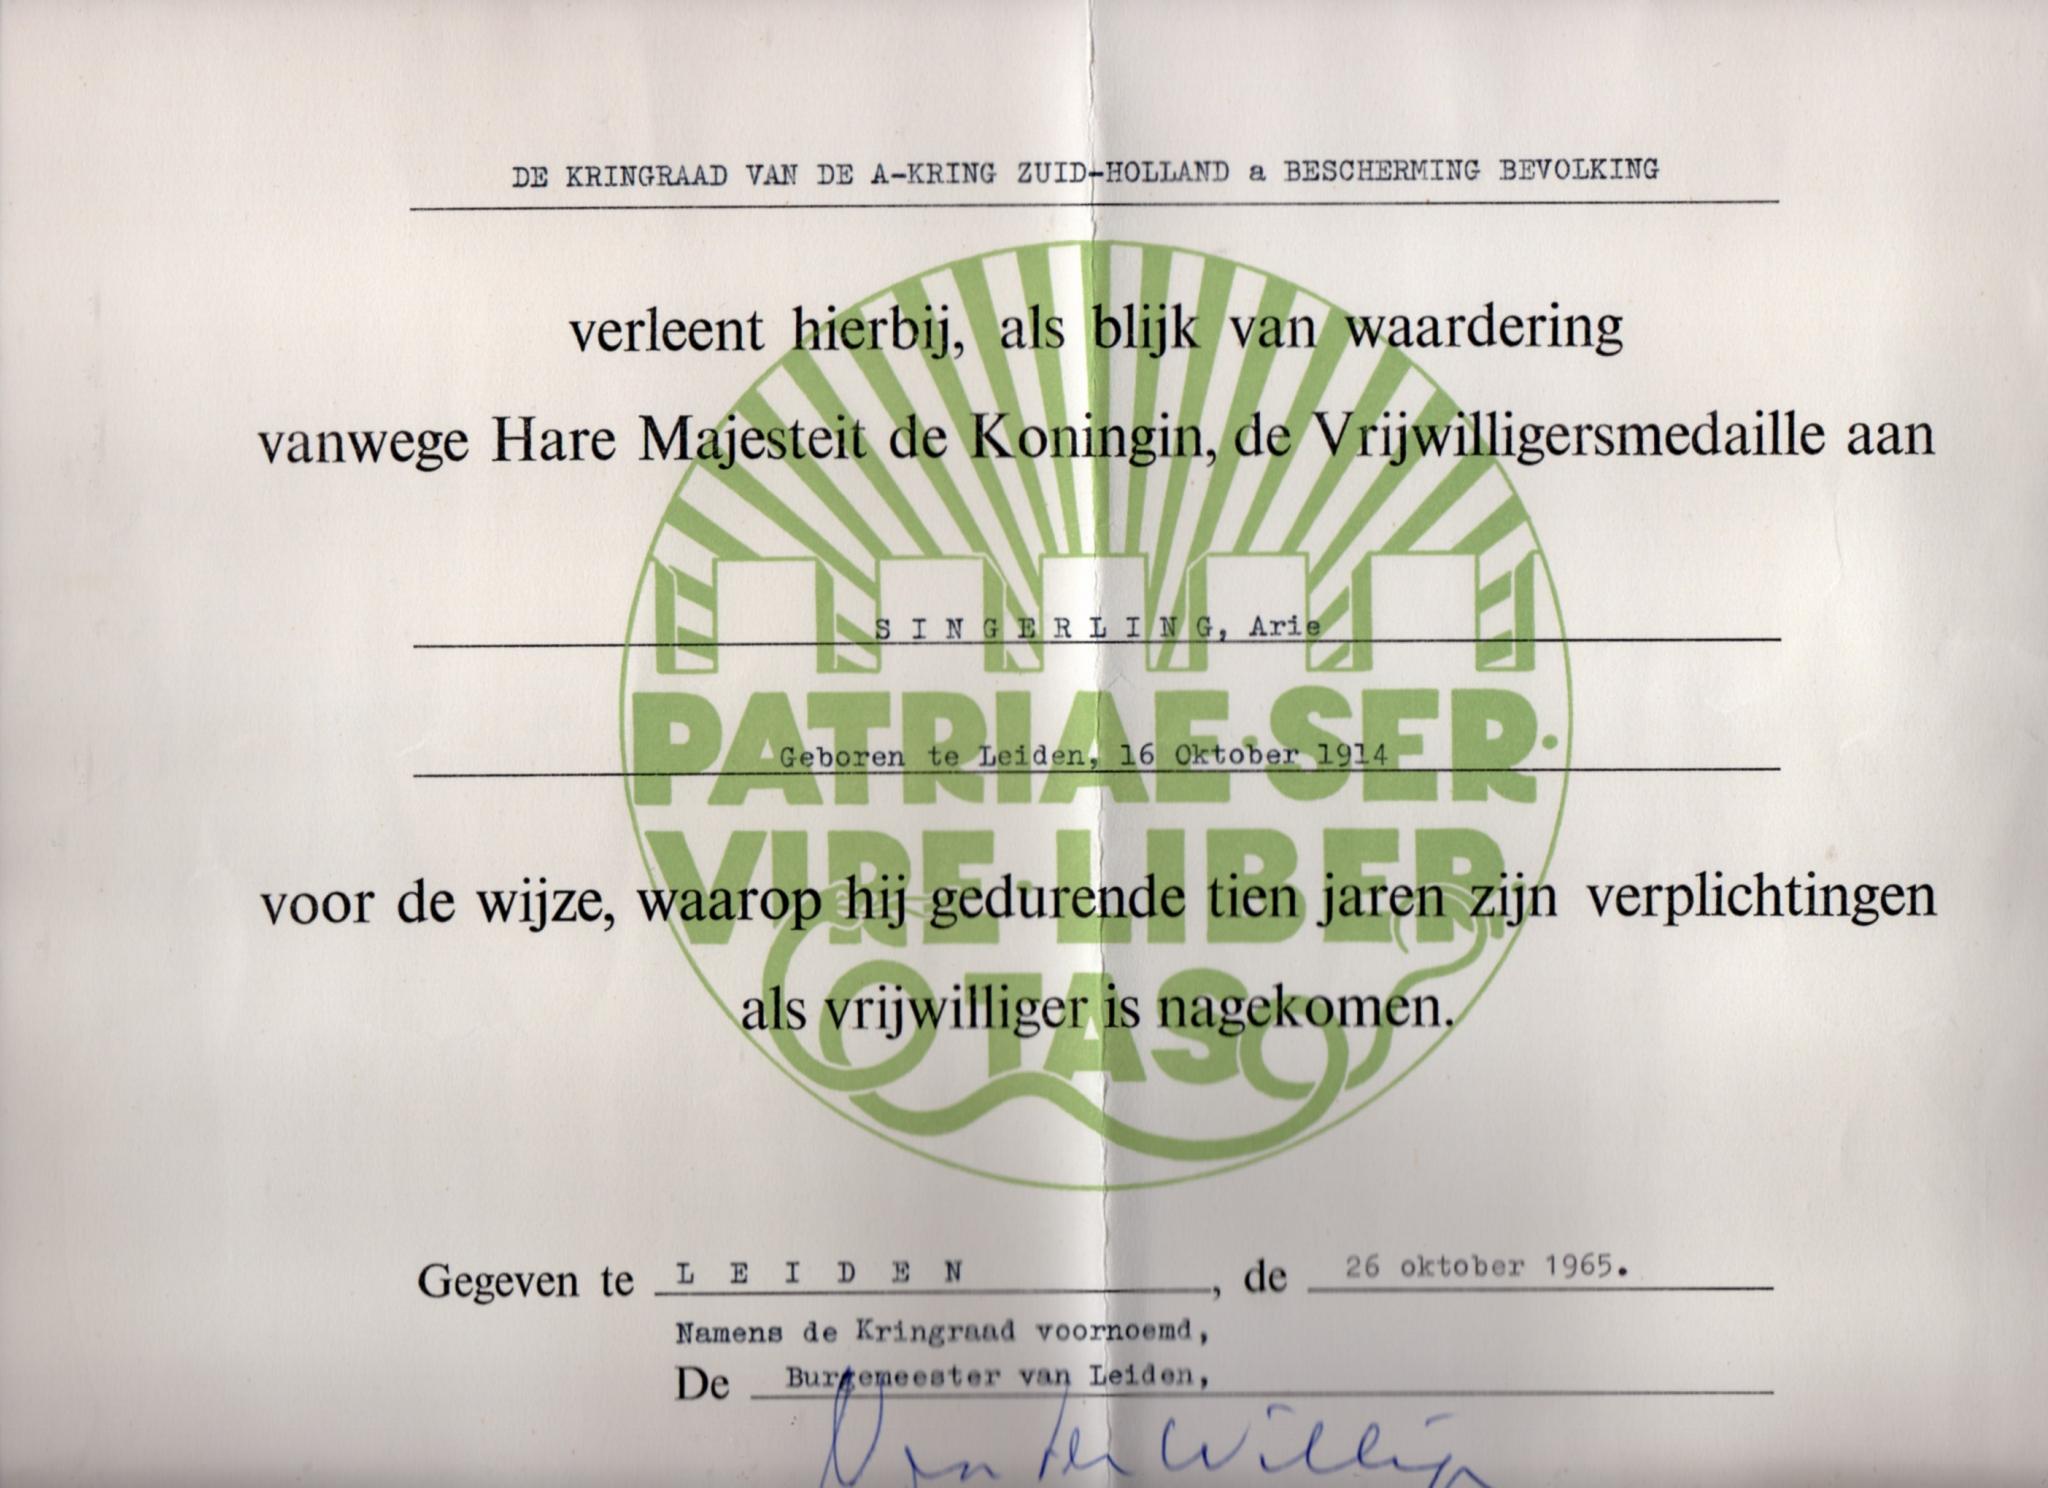 DE KRINGRAAD VAN DE A-KRING ZUID-HOLLAND a BESCHERMING BEVOLKING
verleent hierbij, als blijk van waardering
vanwege Hare Majesteit de Koningin, de Vrijwilligersmedaille aan
S I N G E R L I N G, Arie
PATRIAE·SER·
Geboren te Leiden, 16 Oktober 1914
VIRE·LIBER·
voor de wijze, waarop hij gedurende tien jaren zijn verplichtingen
TAS
als vrijwilliger is nagekomen.
Gegeven te L E I D E N , de 26 oktober 1965.
Namens de Kringraad voornoemd,
De Burgemeester van Leiden,